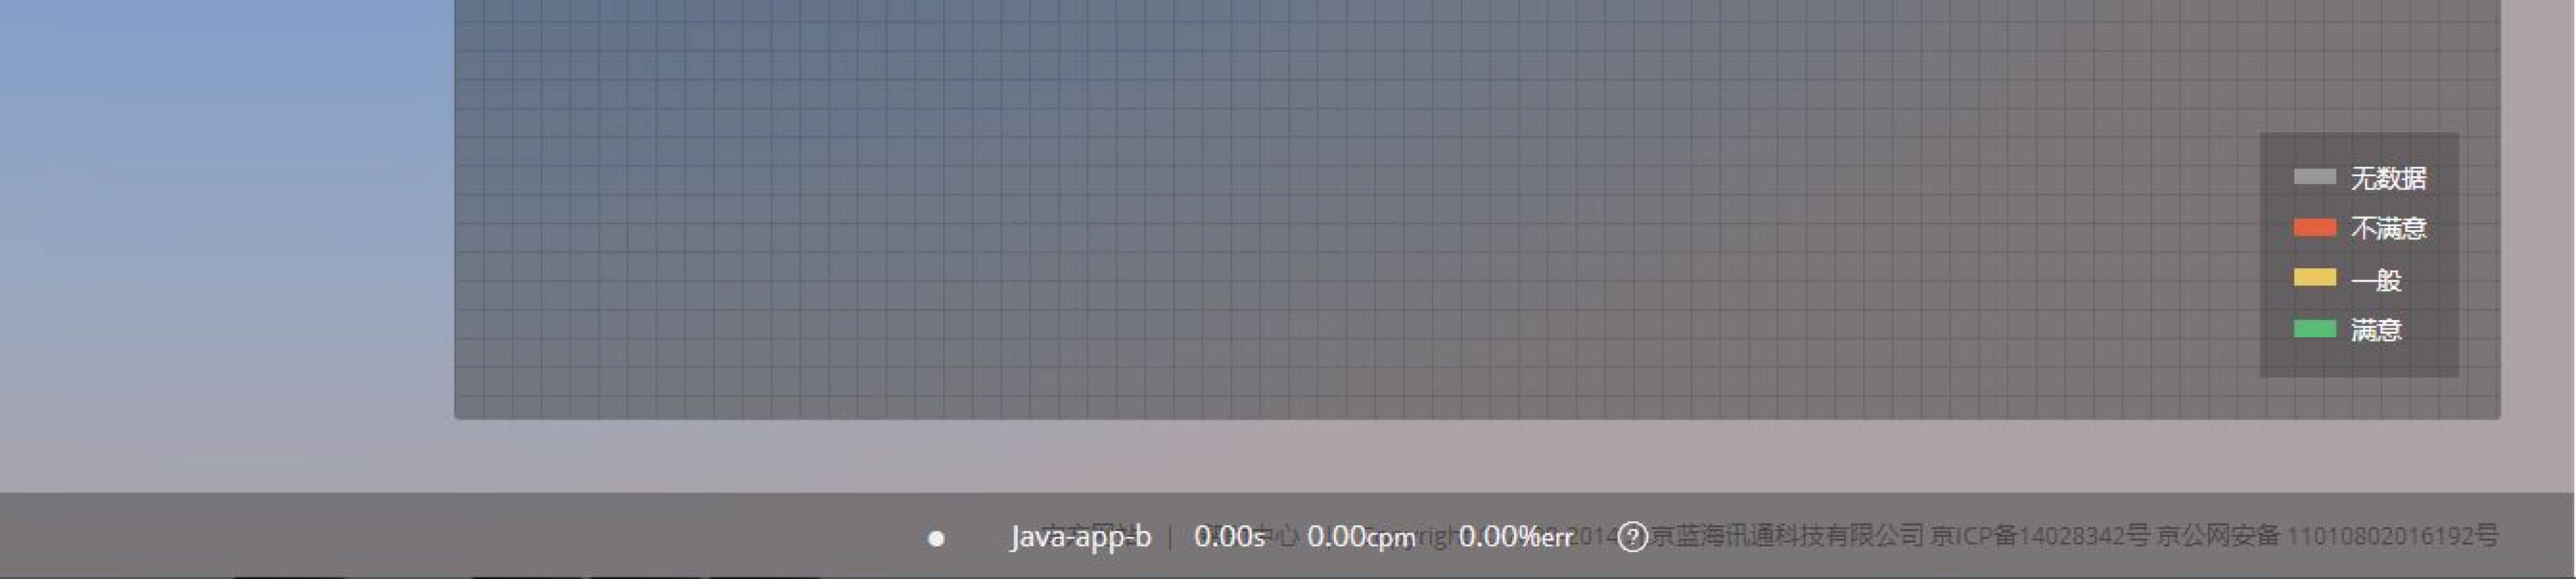 无数据
不满意
一般
满意
Java-app-b 0.00s 0.00cpm 0.00%err ?
京蓝海讯通科技有限公司 京ICP备14028342号 京公网安备 11010802016192号